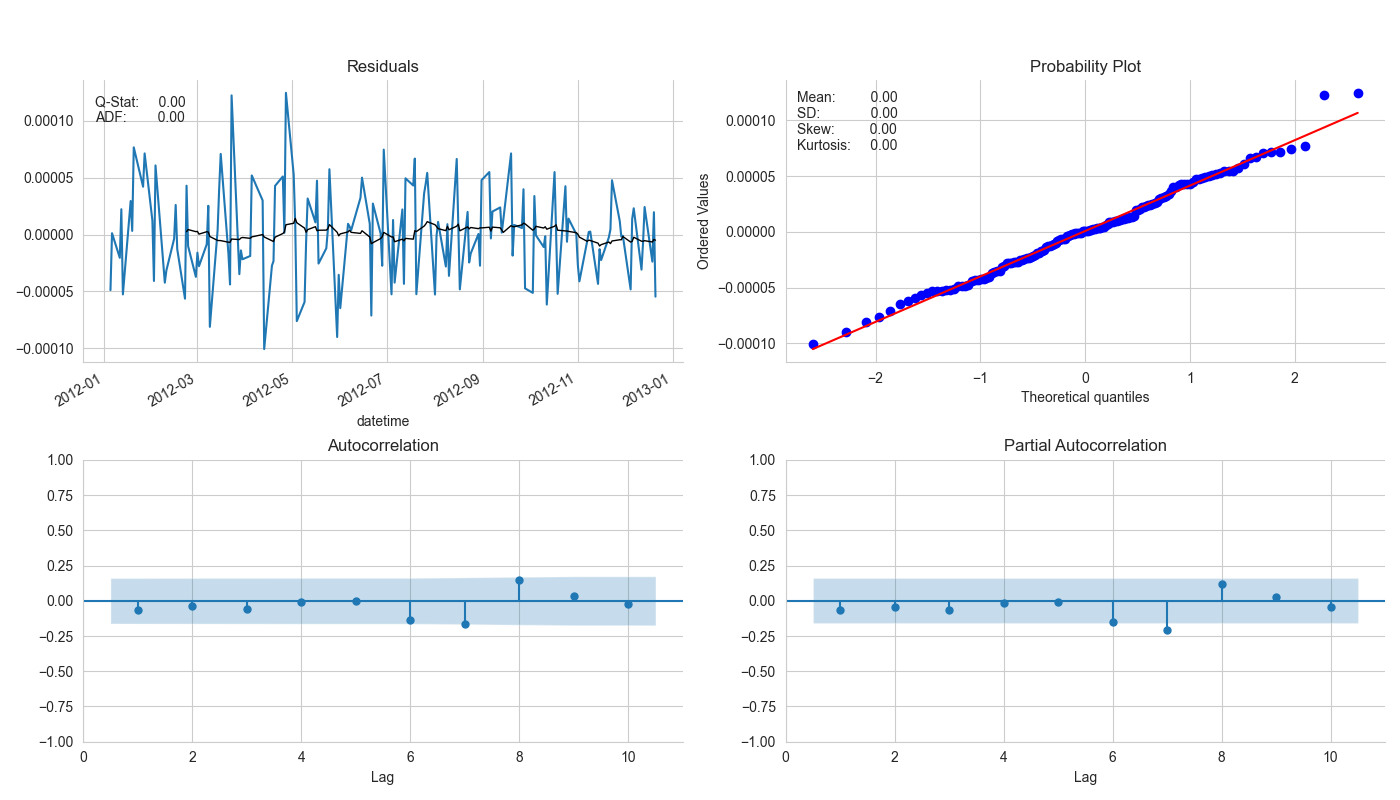 Residuals
Q-Stat: 0.00
ADF: 0.00
0.00010
0.00005
0.00000
−0.00005
−0.00010
2012-01 2012-03 2012-05 2012-07 2012-09 2012-11 2013-01
datetime
Probability Plot
Mean: 0.00
SD: 0.00
Skew: 0.00
Kurtosis: 0.00
Ordered Values
0.00010
0.00005
0.00000
−0.00005
−0.00010
−2 −1 0 1 2
Theoretical quantiles
Autocorrelation
1.00
0.75
0.50
0.25
0.00
−0.25
−0.50
−0.75
−1.00
0 2 4 6 8 10
Lag
Partial Autocorrelation
1.00
0.75
0.50
0.25
0.00
−0.25
−0.50
−0.75
−1.00
0 2 4 6 8 10
Lag